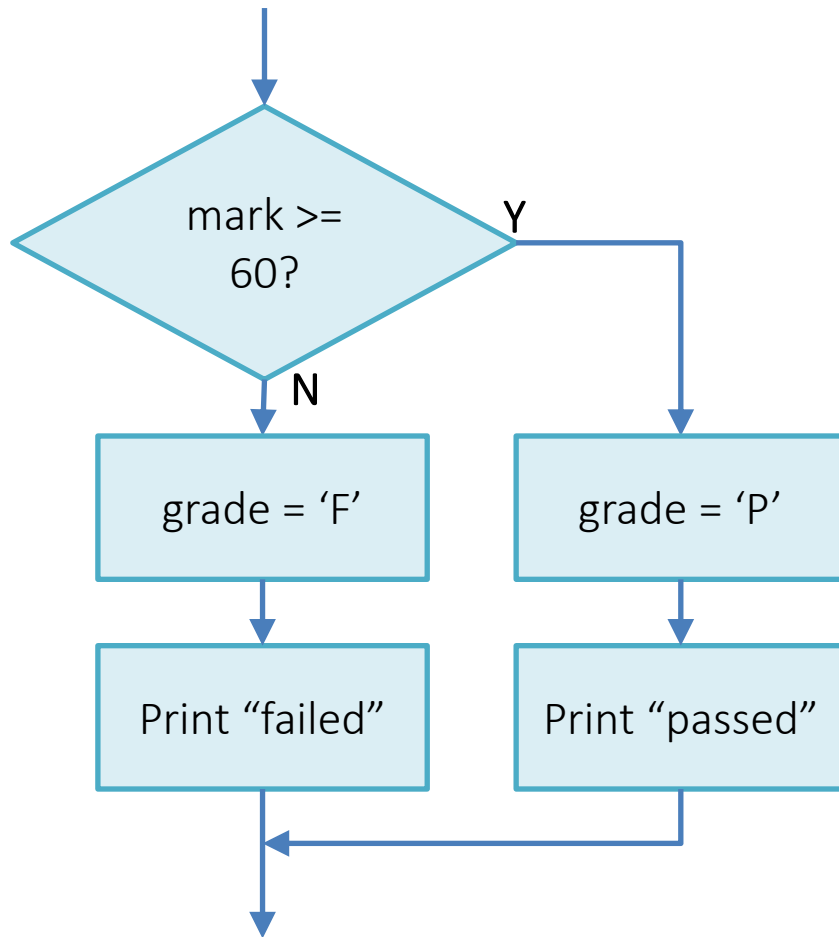 mark >=
60?
Y
N
grade = ‘F’
grade = ‘P’
Print “failed”
Print “passed”